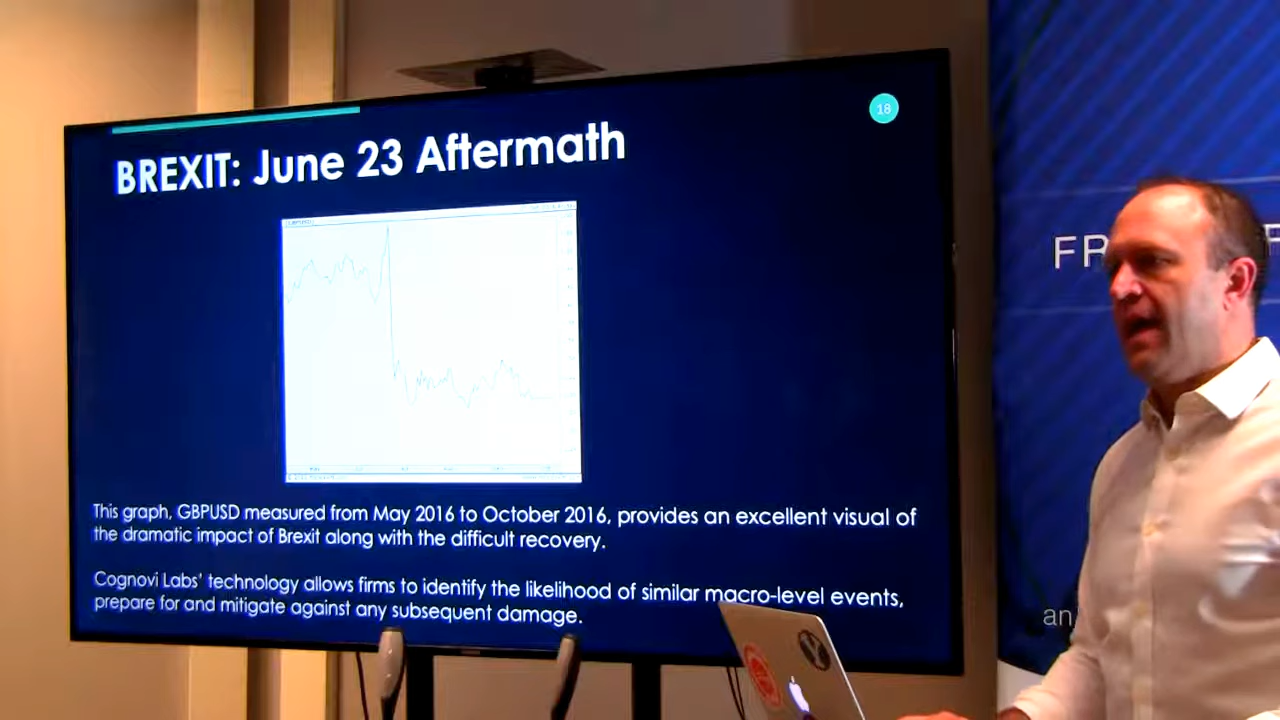 18
BREXIT: June 23 Aftermath
This graph, GBPUSD measured from May 2016 to October 2016, provides an excellent visual of
the dramatic impact of Brexit along with the difficult recovery.
Cognovi Labs' technology allows firms to identify the likelihood of similar macro-level events,
prepare for and mitigate against any subsequent damage.
FR
an